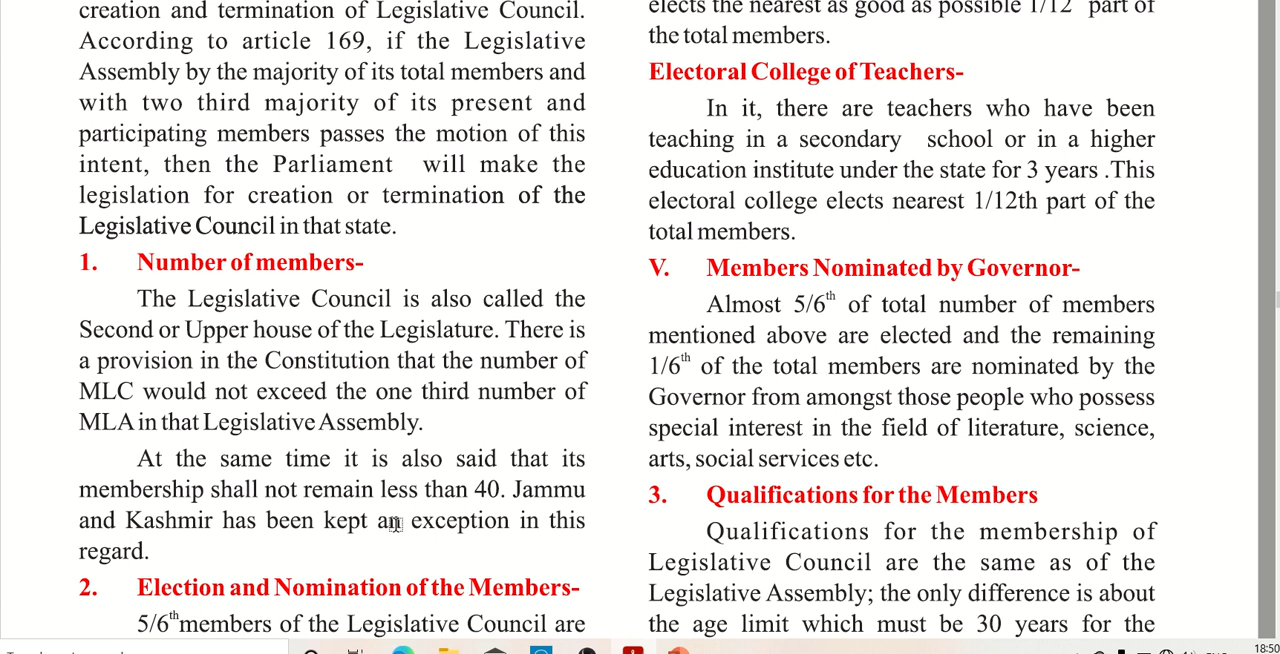 creation and termination of Legislative Council.
According to article 169, if the Legislative
Assembly by the majority of its total members and
with two third majority of its present and
participating members passes the motion of this
intent, then the Parliament will make the
legislation for creation or termination of the
Legislative Council in that state.
1. Number of members-
The Legislative Council is also called the
Second or Upper house of the Legislature. There is
a provision in the Constitution that the number of
MLC would not exceed the one third number of
MLA in that Legislative Assembly.
At the same time it is also said that its
membership shall not remain less than 40. Jammu
and Kashmir has been kept an exception in this
regard.
2. Election and Nomination of the Members-
5/6th members of the Legislative Council are
elects the nearest as good as possible 1/12 part of
the total members.
Electoral College of Teachers-
In it, there are teachers who have been
teaching in a secondary school or in a higher
education institute under the state for 3 years .This
electoral college elects nearest 1/12th part of the
total members.
V. Members Nominated by Governor-
Almost 5/6th of total number of members
mentioned above are elected and the remaining
1/6th of the total members are nominated by the
Governor from amongst those people who possess
special interest in the field of literature, science,
arts, social services etc.
3. Qualifications for the Members
Qualifications for the membership of
Legislative Council are the same as of the
Legislative Assembly; the only difference is about
the age limit which must be 30 years for the
18:50